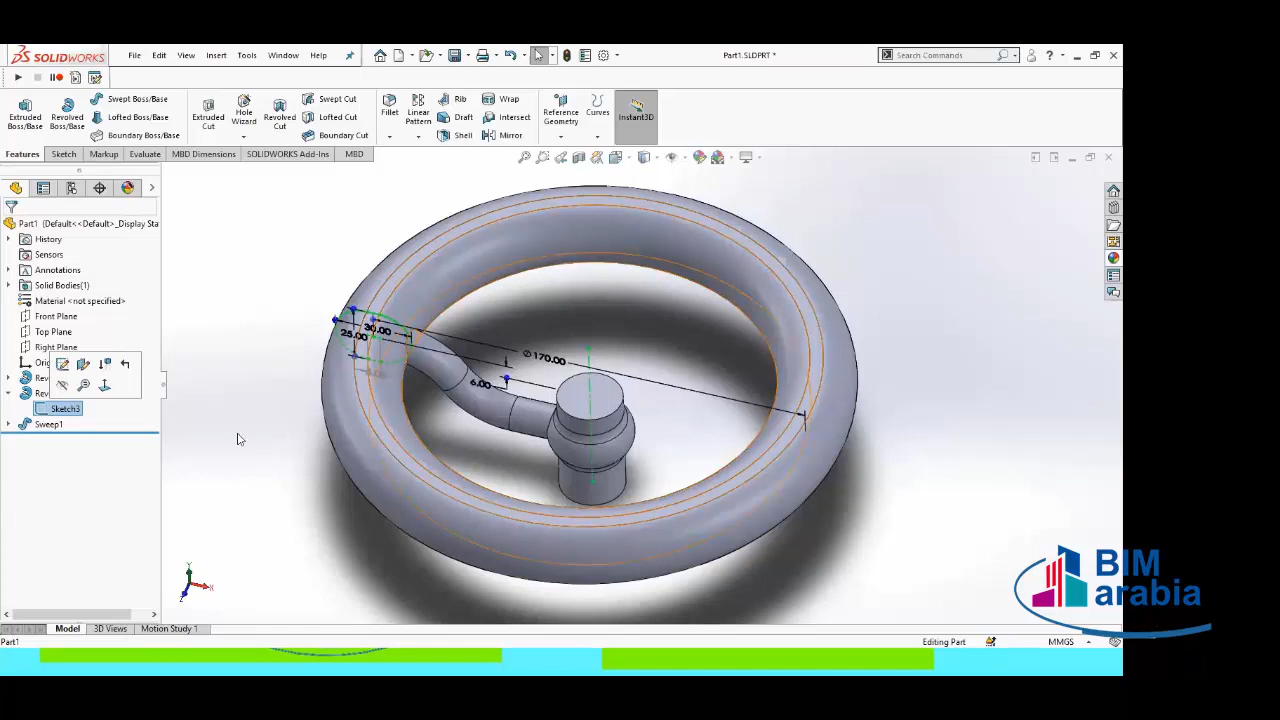 SOLIDWORKS File Edit View Insert Tools Window Help Part1.SLDPRT * Search Commands
Extruded Boss/Base Revolved Boss/Base Swept Boss/Base Lofted Boss/Base Boundary Boss/Base Extruded Cut Hole Wizard Revolved Cut Swept Cut Lofted Cut Boundary Cut Fillet Linear Pattern Rib Draft Shell Wrap Intersect Mirror Reference Geometry Curves Instant3D
Features Sketch Markup Evaluate MBD Dimensions SOLIDWORKS Add-Ins MBD
Part1 (Default<<Default>_Display Sta
History
Sensors
Annotations
Solid Bodies(1)
Material <not specified>
Front Plane
Top Plane
Right Plane
Ori
Rev
Rev
Sketch3
Sweep1
30.00
25.00
Ø170.00
6.00
Y
X
Z
BIM
arabia
Model 3D Views Motion Study 1
Part1 Editing Part MMGS